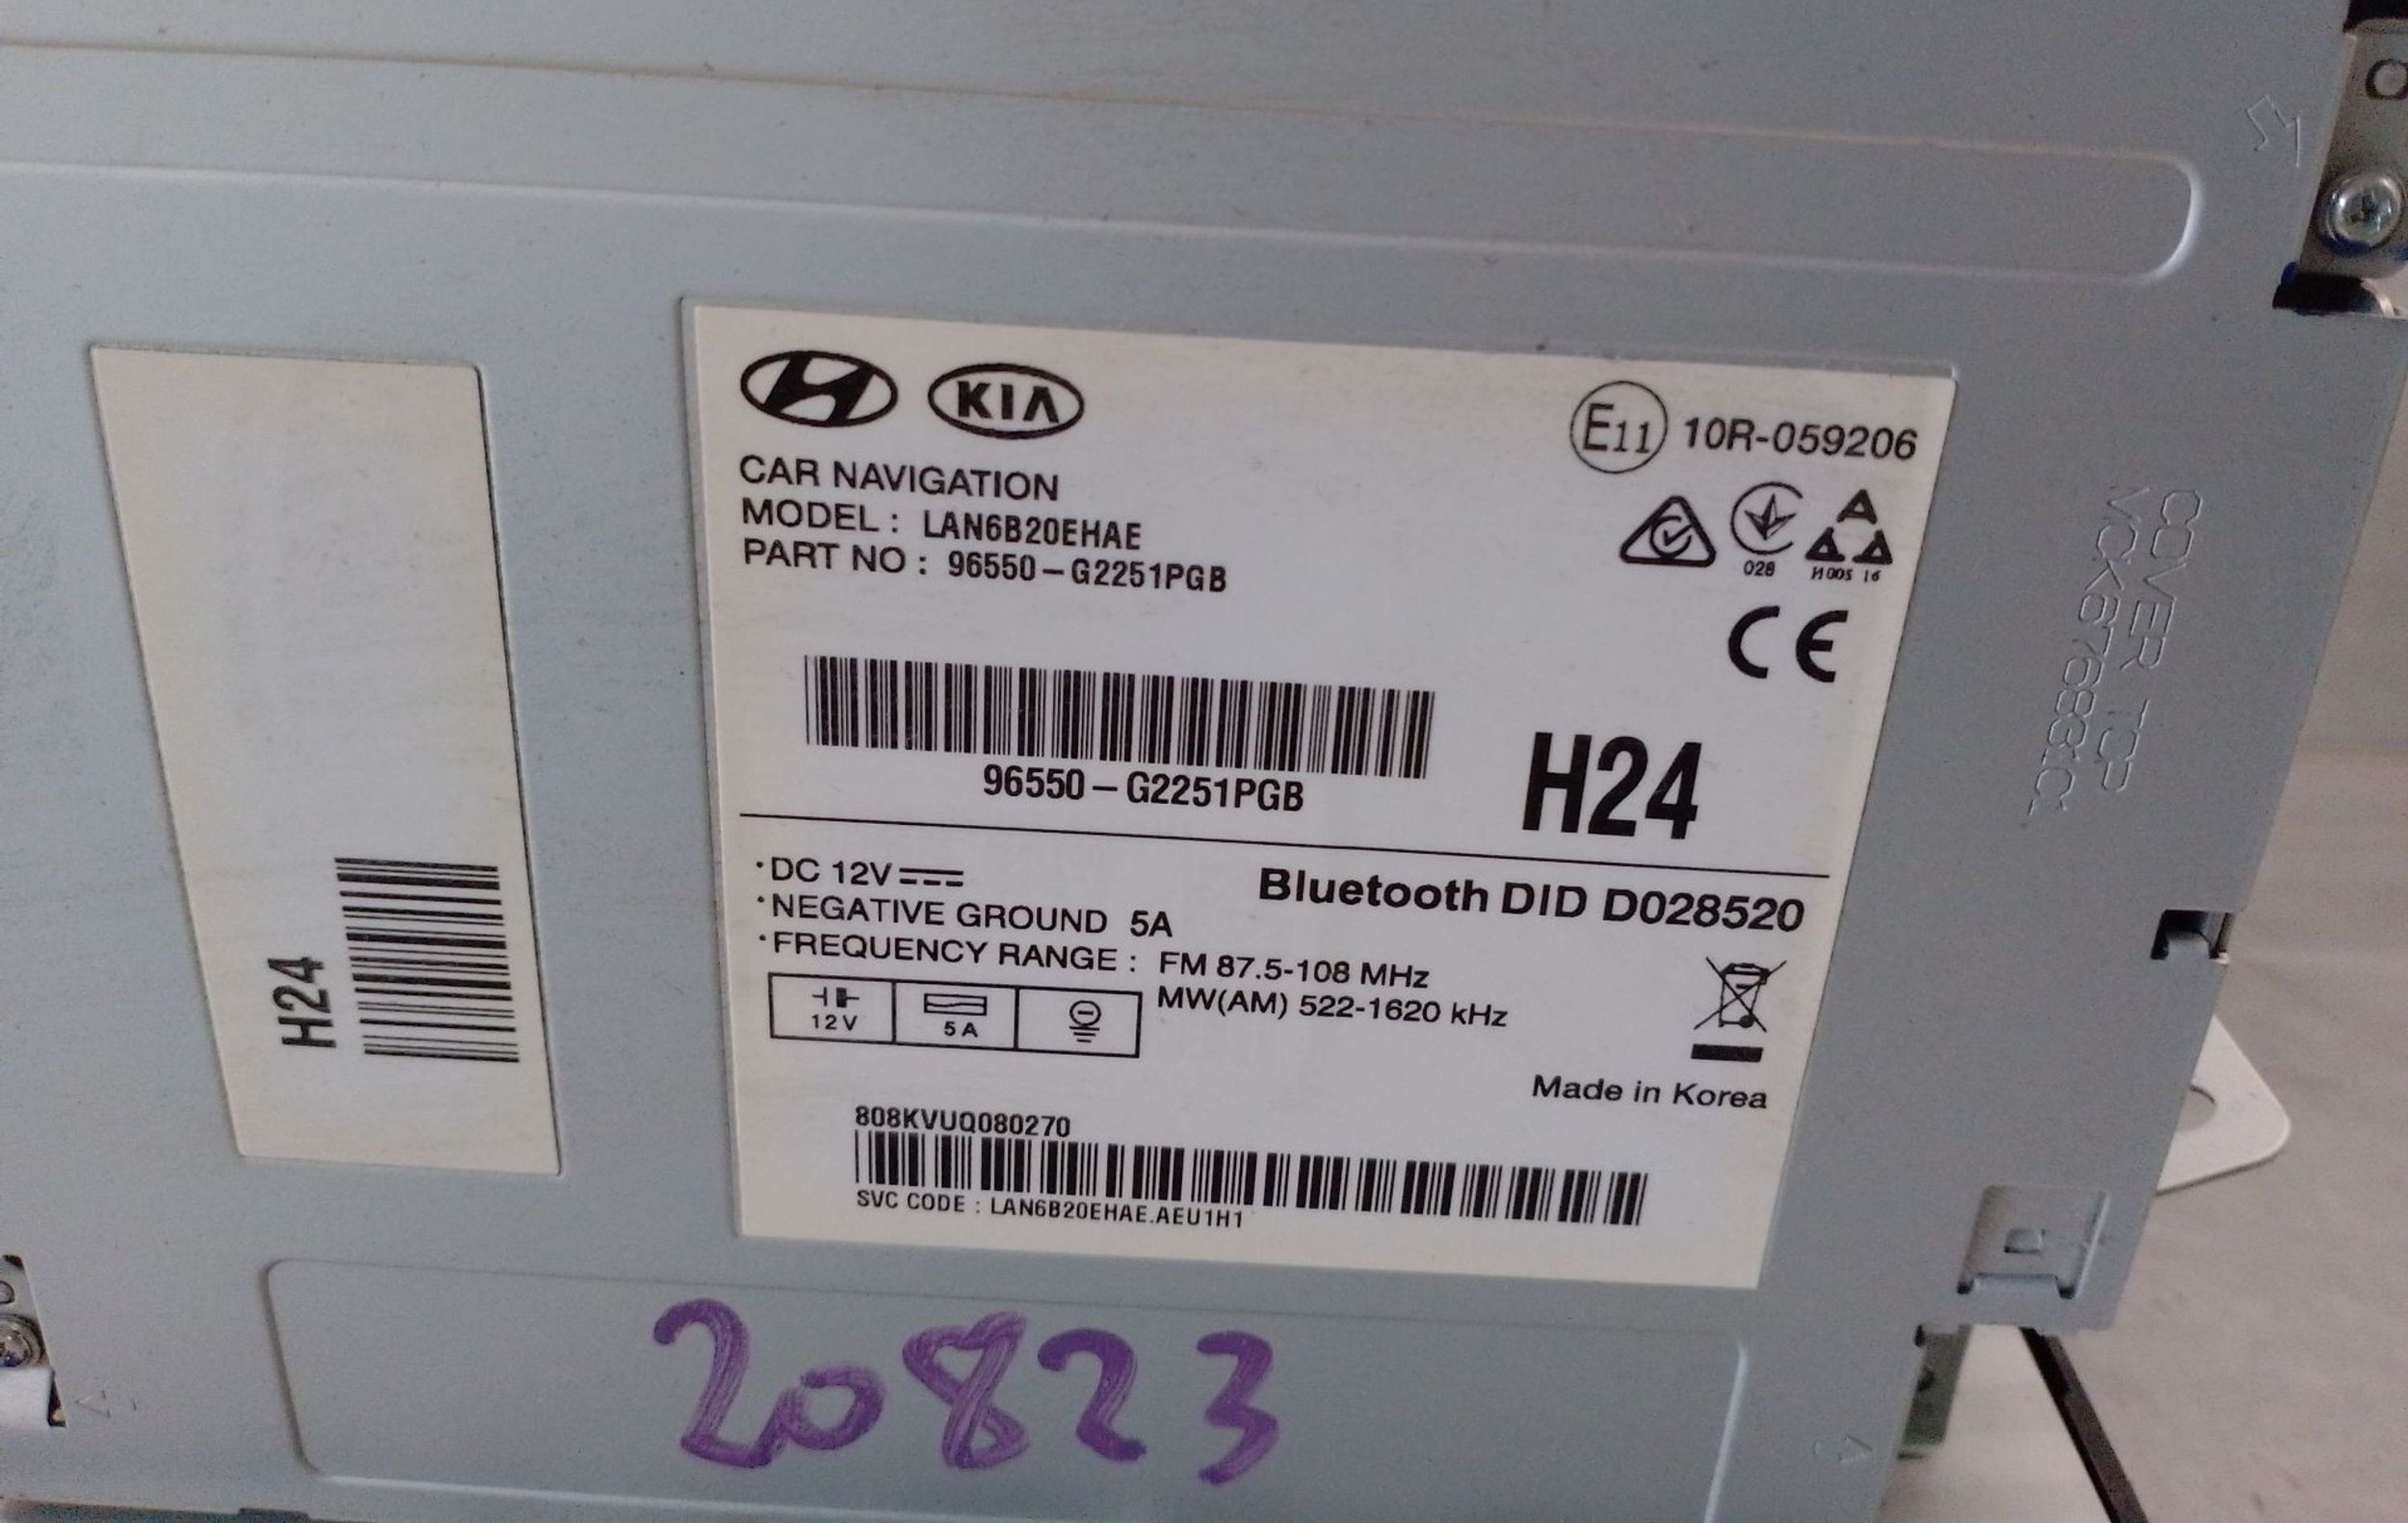 KIA
E11 10R-059206
CAR NAVIGATION
MODEL : LAN6B20EHAE
PART NO : 96550-G2251PGB
028
И005 16
CE
96550-G2251PGB
H24
·DC 12V
·NEGATIVE GROUND 5A
Bluetooth DID D028520
·FREQUENCY RANGE : FM 87.5-108 MHz
MW(AM) 522-1620 kHz
12V
5A
Made in Korea
808KVUQ080270
SVC CODE : LAN6B20EHAE.AEU1H1
H24
COVER TOP
20823